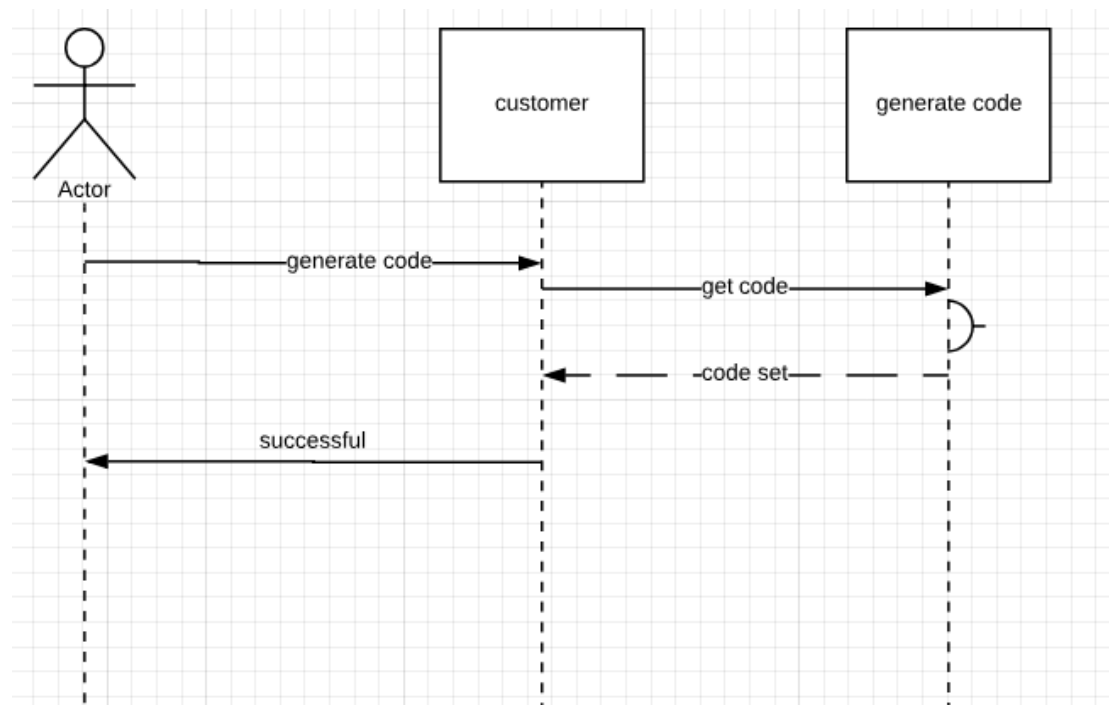 customer
generate code
Actor
generate code
get code
code set
successful